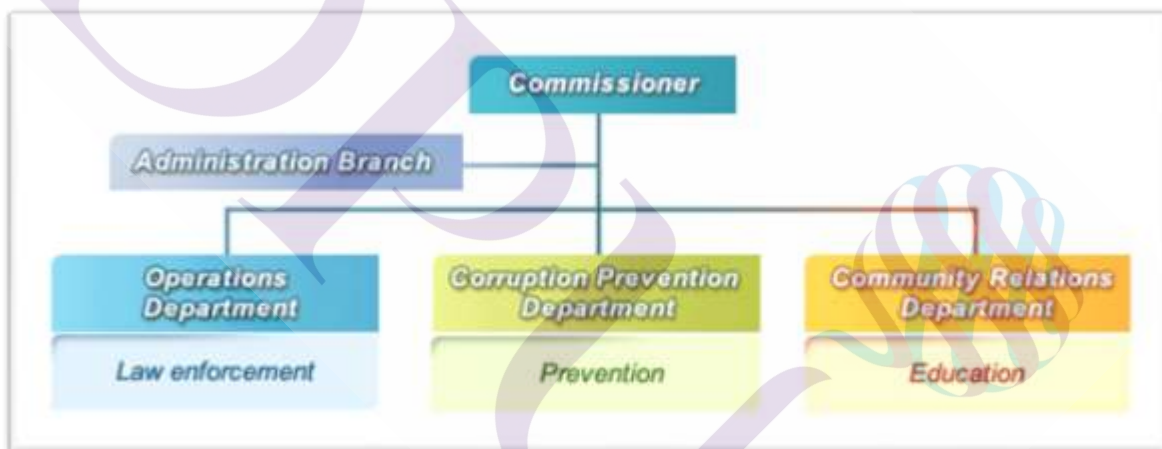 Commissioner
Administration Branch
Operations
Department
Corruption Prevention
Department
Community Relations
Department
Law enforcement
Prevention
Education